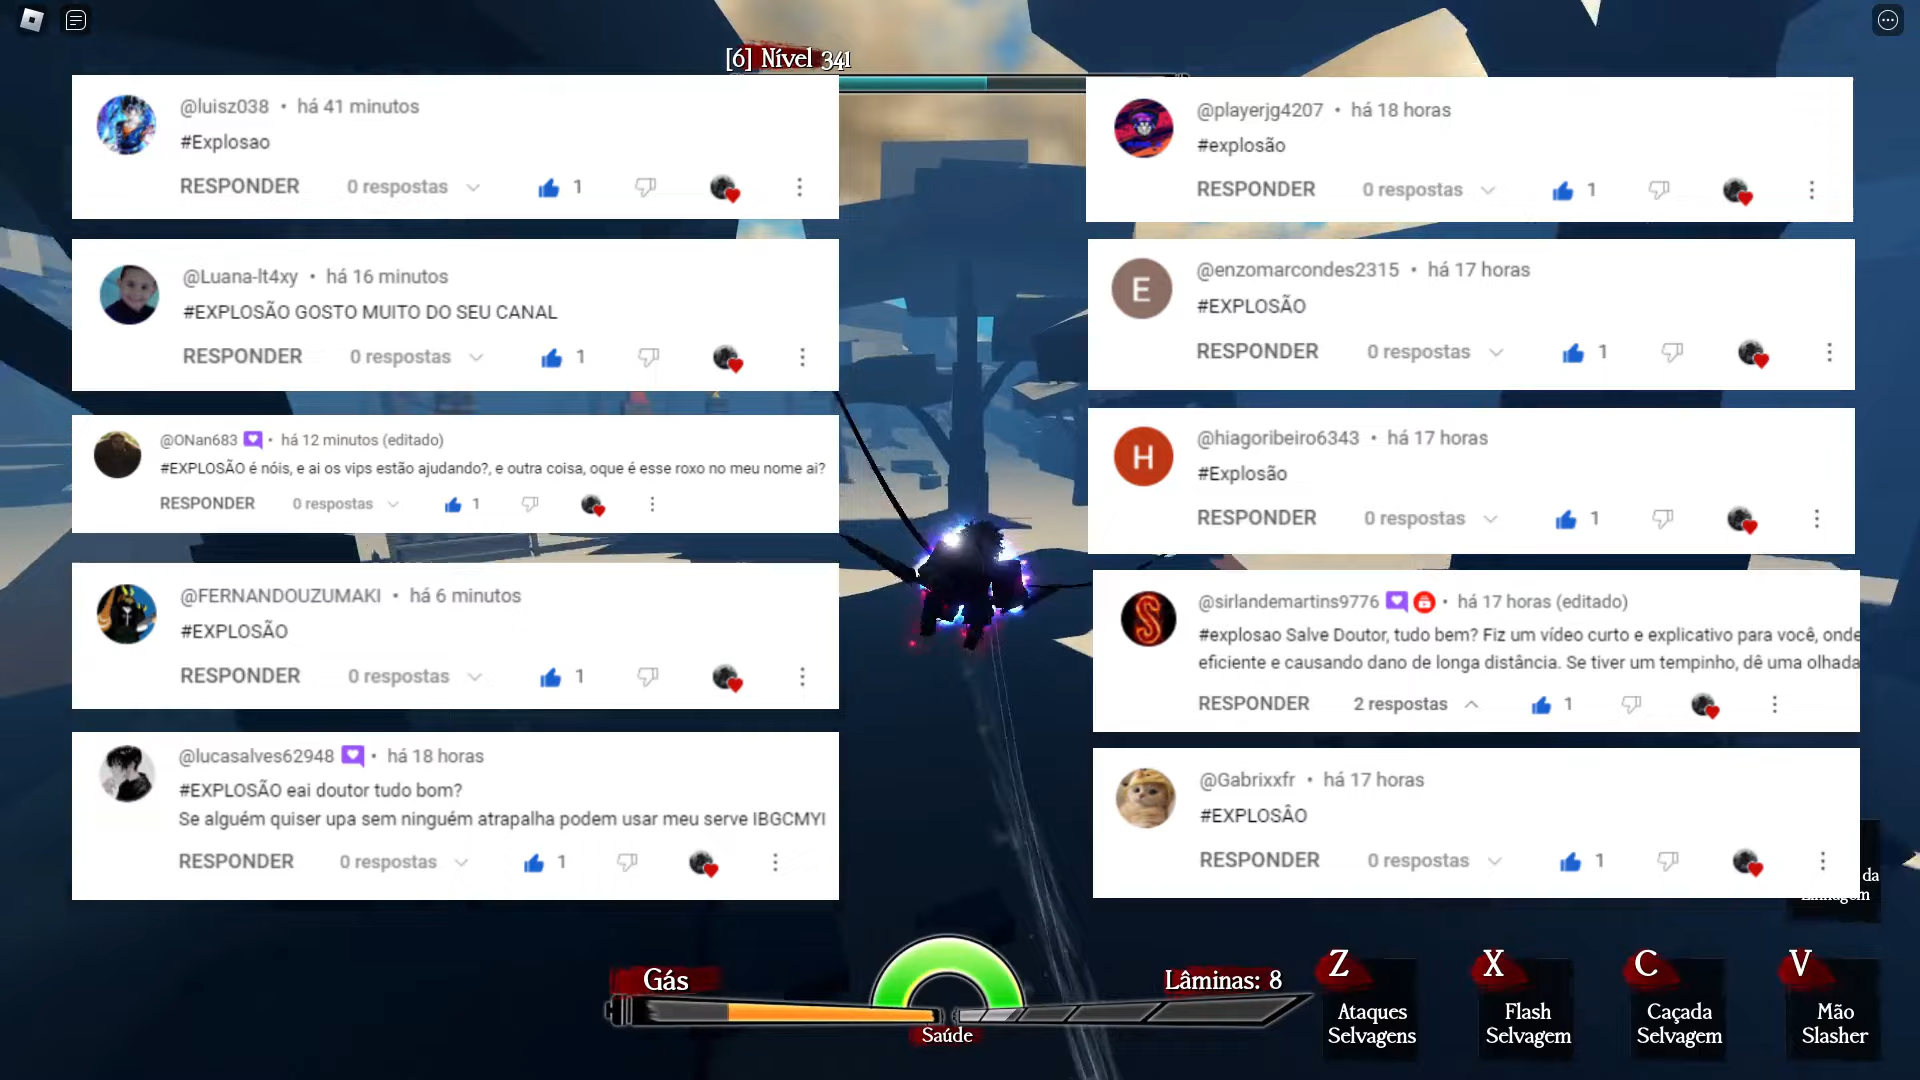 [6] Nível 341
@luisz038 • há 41 minutos
#Explosao
RESPONDER 0 respostas 1
@Luana-lt4xy • há 16 minutos
#EXPLOSÃO GOSTO MUITO DO SEU CANAL
RESPONDER 0 respostas 1
@ONan683 • há 12 minutos (editado)
#EXPLOSÃO é nóis, e ai os vips estão ajudando?, e outra coisa, oque é esse roxo no meu nome ai?
RESPONDER 0 respostas 1
@FERNANDOUZUMAKI • há 6 minutos
#EXPLOSÃO
RESPONDER 0 respostas 1
@lucasalves62948 • há 18 horas
#EXPLOSÃO eai doutor tudo bom?
Se alguém quiser upa sem ninguém atrapalha podem usar meu serve IBGCMYI
RESPONDER 0 respostas 1
@playerjg4207 • há 18 horas
#explosão
RESPONDER 0 respostas 1
E
@enzomarcondes2315 • há 17 horas
#EXPLOSÃO
RESPONDER 0 respostas 1
H
@hiagoribeiro6343 • há 17 horas
#Explosão
RESPONDER 0 respostas 1
S
@sirlandemartins9776 • há 17 horas (editado)
#explosao Salve Doutor, tudo bem? Fiz um vídeo curto e explicativo para você, onde
eficiente e causando dano de longa distância. Se tiver um tempinho, dê uma olhada
RESPONDER 2 respostas 1
@Gabrixxfr • há 17 horas
#EXPLOSÂO
RESPONDER 0 respostas 1
da
Gás
Saúde
Lâminas: 8
Z
Ataques
Selvagens
X
Flash
Selvagem
C
Caçada
Selvagem
V
Mão
Slasher